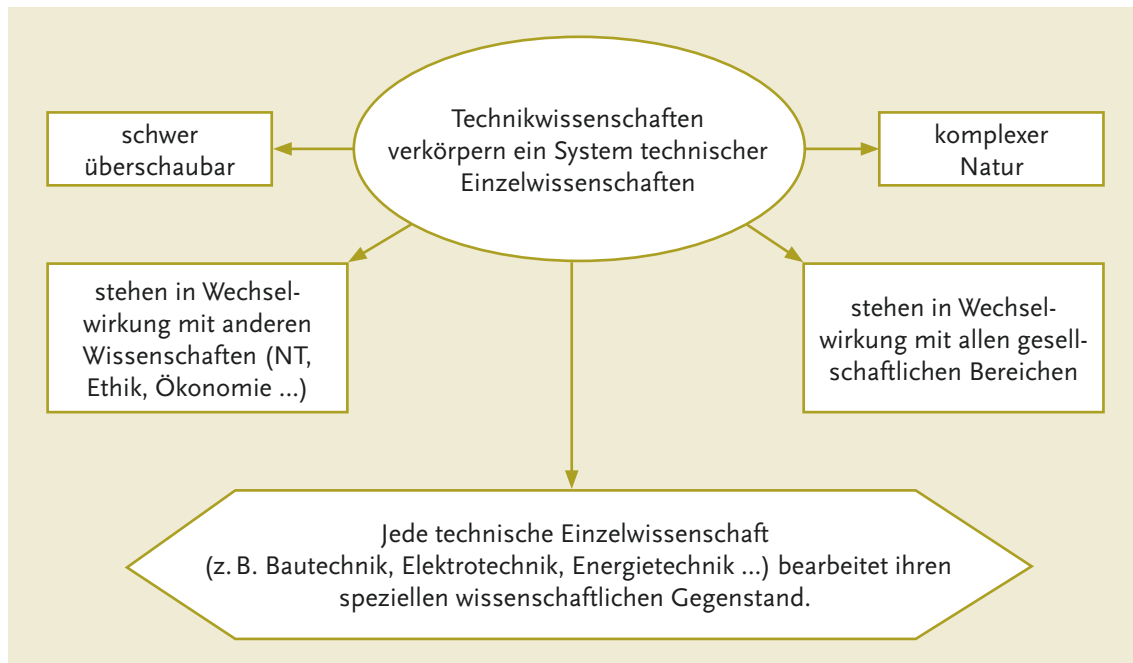 Technikwissenschaften
verkörpern ein System technischer
Einzelwissenschaften
schwer
überschaubar
komplexer
Natur
stehen in Wechsel-
wirkung mit anderen
Wissenschaften (NT,
Ethik, Ökonomie ...)
stehen in Wechsel-
wirkung mit allen gesell-
schaftlichen Bereichen
Jede technische Einzelwissenschaft
(z. B. Bautechnik, Elektrotechnik, Energietechnik ...) bearbeitet ihren
speziellen wissenschaftlichen Gegenstand.